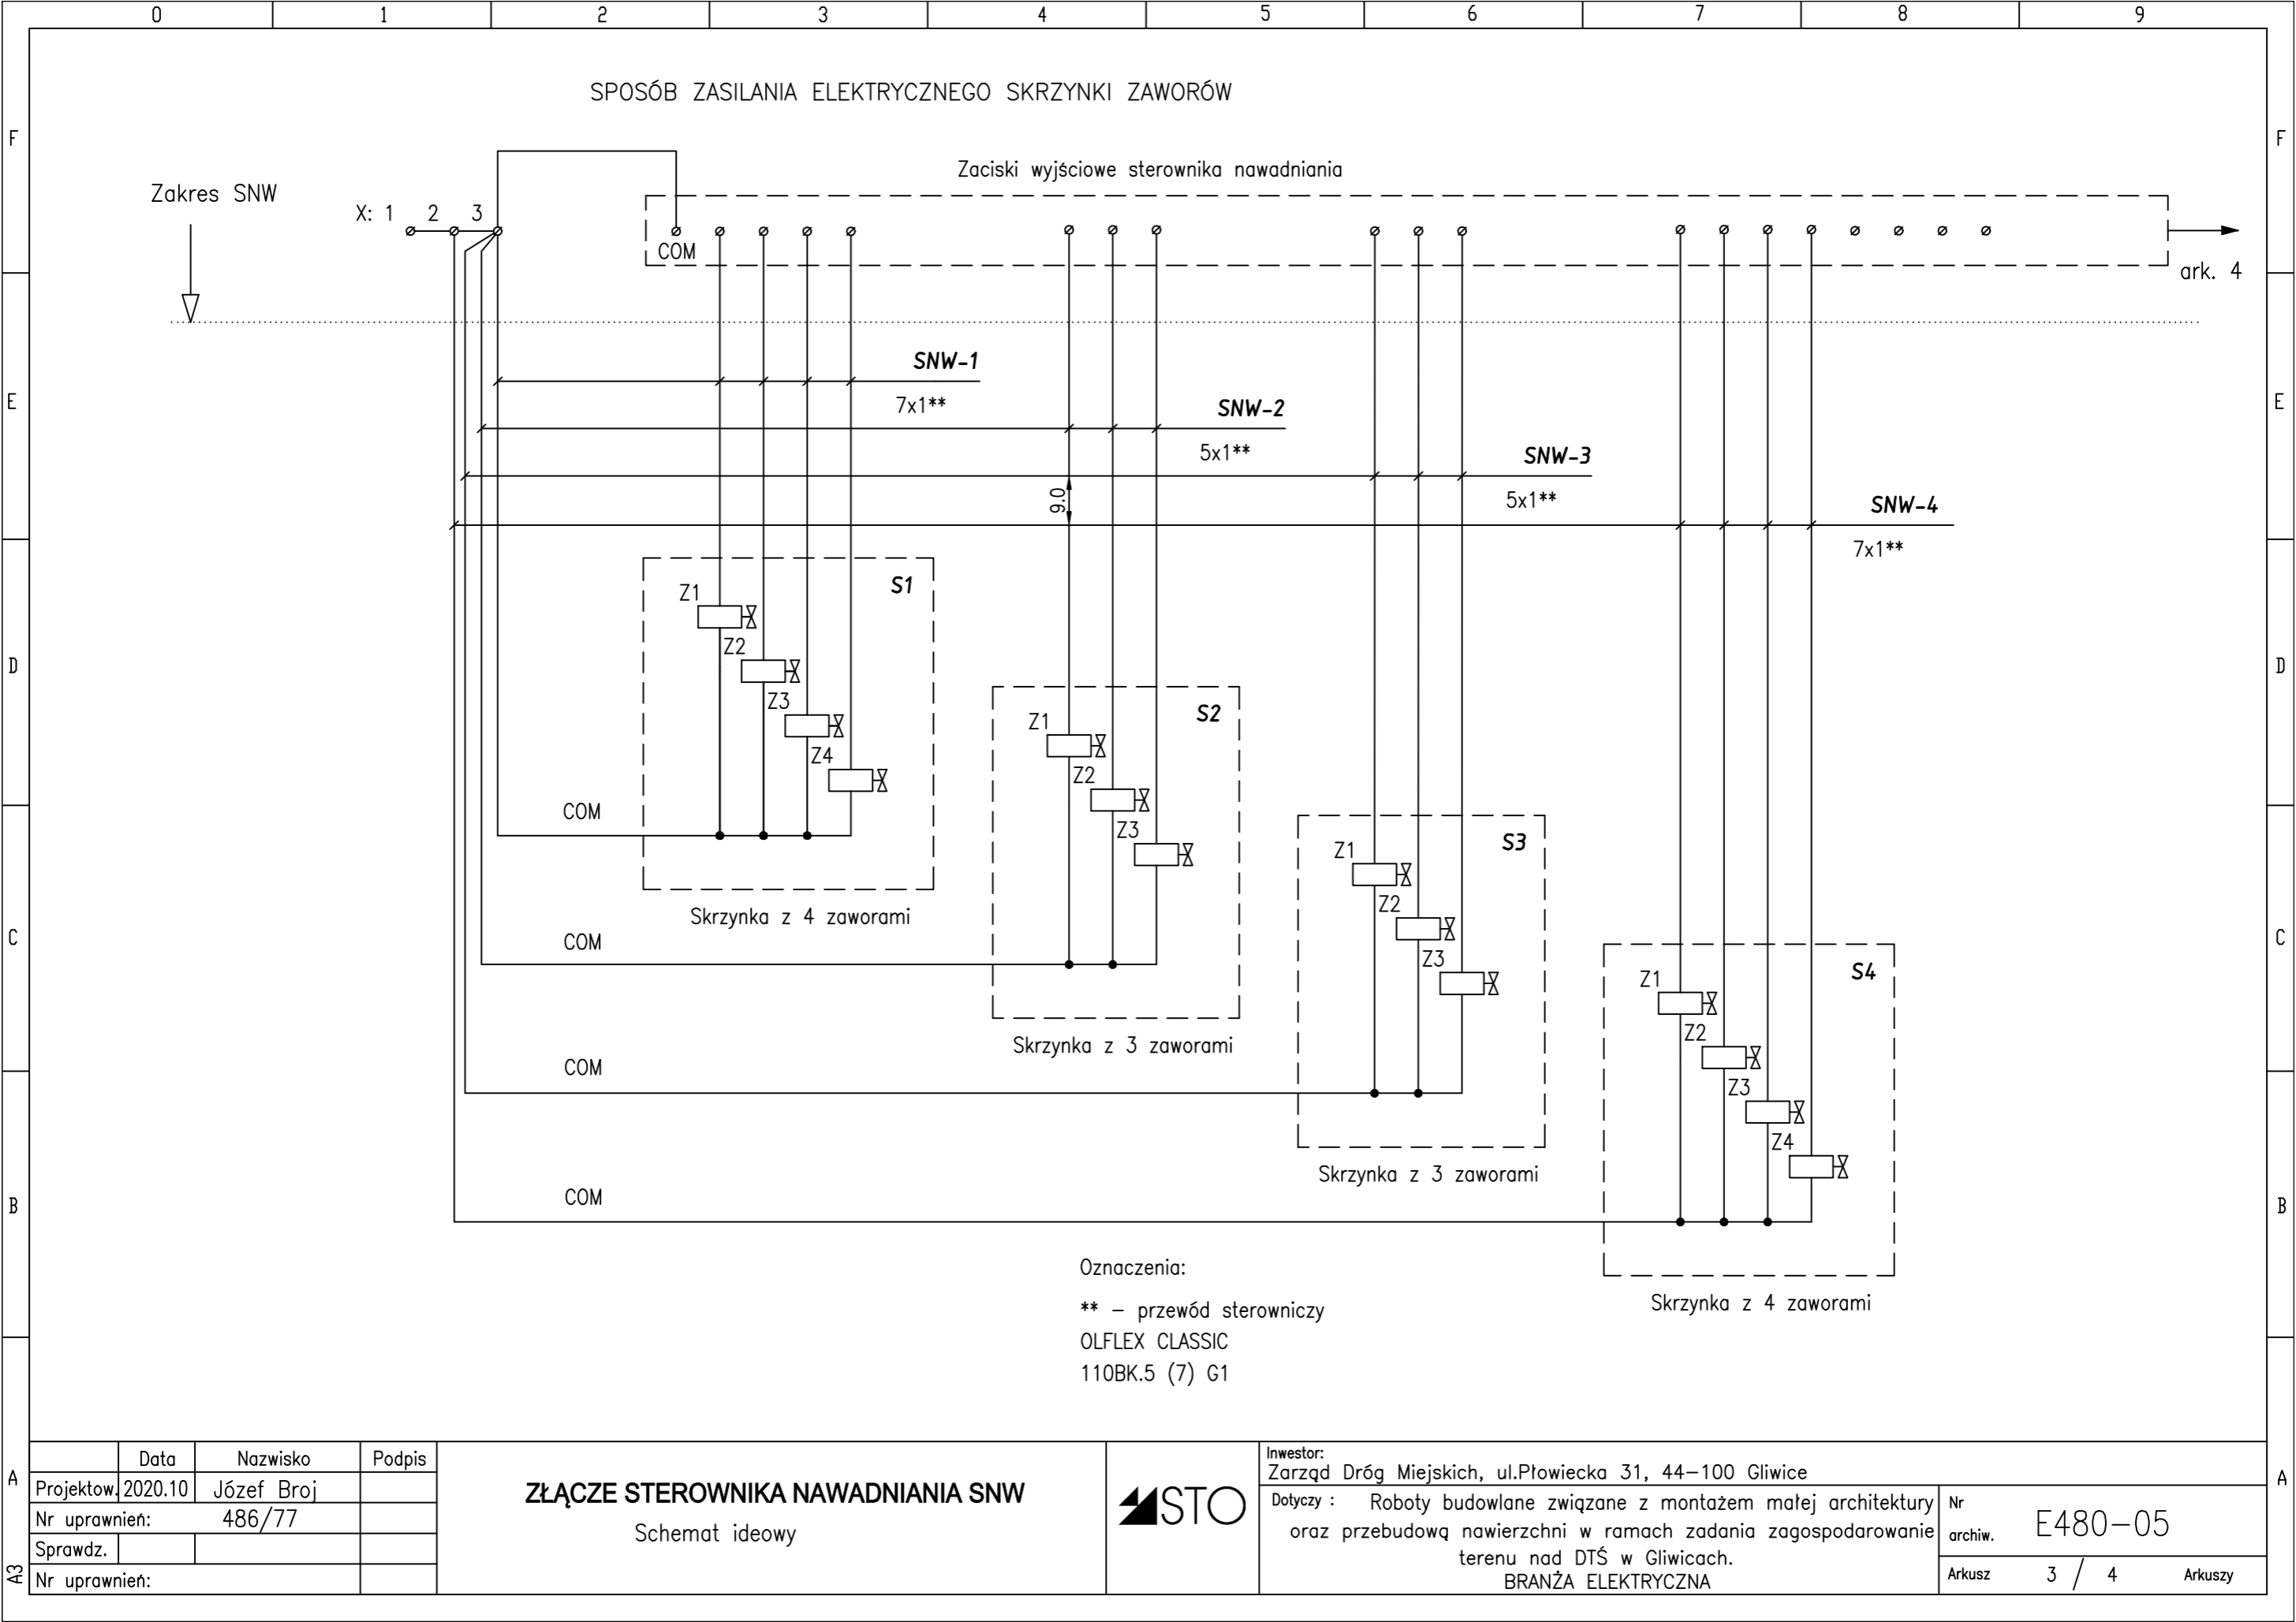 0 1 2 3 4 5 6 7 8 9
SPOSÓB ZASILANIA ELEKTRYCZNEGO SKRZYNKI ZAWORÓW
F F
Zaciski wyjściowe sterownika nawadniania
Zakres SNW
X: 1 2 3
COM
ark. 4
SNW-1
7x1**
E E
SNW-2
5x1**
SNW-3
5x1**
9.0
SNW-4
7x1**
S1
Z1
Z2
Z3
Z4
D D
S2
Z1
Z2
Z3
COM
S3
Z1
Z2
Z3
Skrzynka z 4 zaworami
COM
C C
S4
Z1
Z2
Z3
Z4
Skrzynka z 3 zaworami
COM
Skrzynka z 3 zaworami
COM
B B
Oznaczenia:
Skrzynka z 4 zaworami
** – przewód sterowniczy
OLFLEX CLASSIC
110BK.5 (7) G1
Data Nazwisko Podpis
Projektow. 2020.10 Józef Broj
Nr uprawnień: 486/77
Sprawdz.
Nr uprawnień:
A A
A3
ZŁĄCZE STEROWNIKA NAWADNIANIA SNW
Schemat ideowy
STO
Inwestor:
Zarząd Dróg Miejskich, ul.Płowiecka 31, 44–100 Gliwice
Dotyczy : Roboty budowlane związane z montażem małej architektury
oraz przebudową nawierzchni w ramach zadania zagospodarowanie
terenu nad DTŚ w Gliwicach.
BRANŻA ELEKTRYCZNA
Nr
archiw.
E480–05
Arkusz 3 / 4 Arkuszy